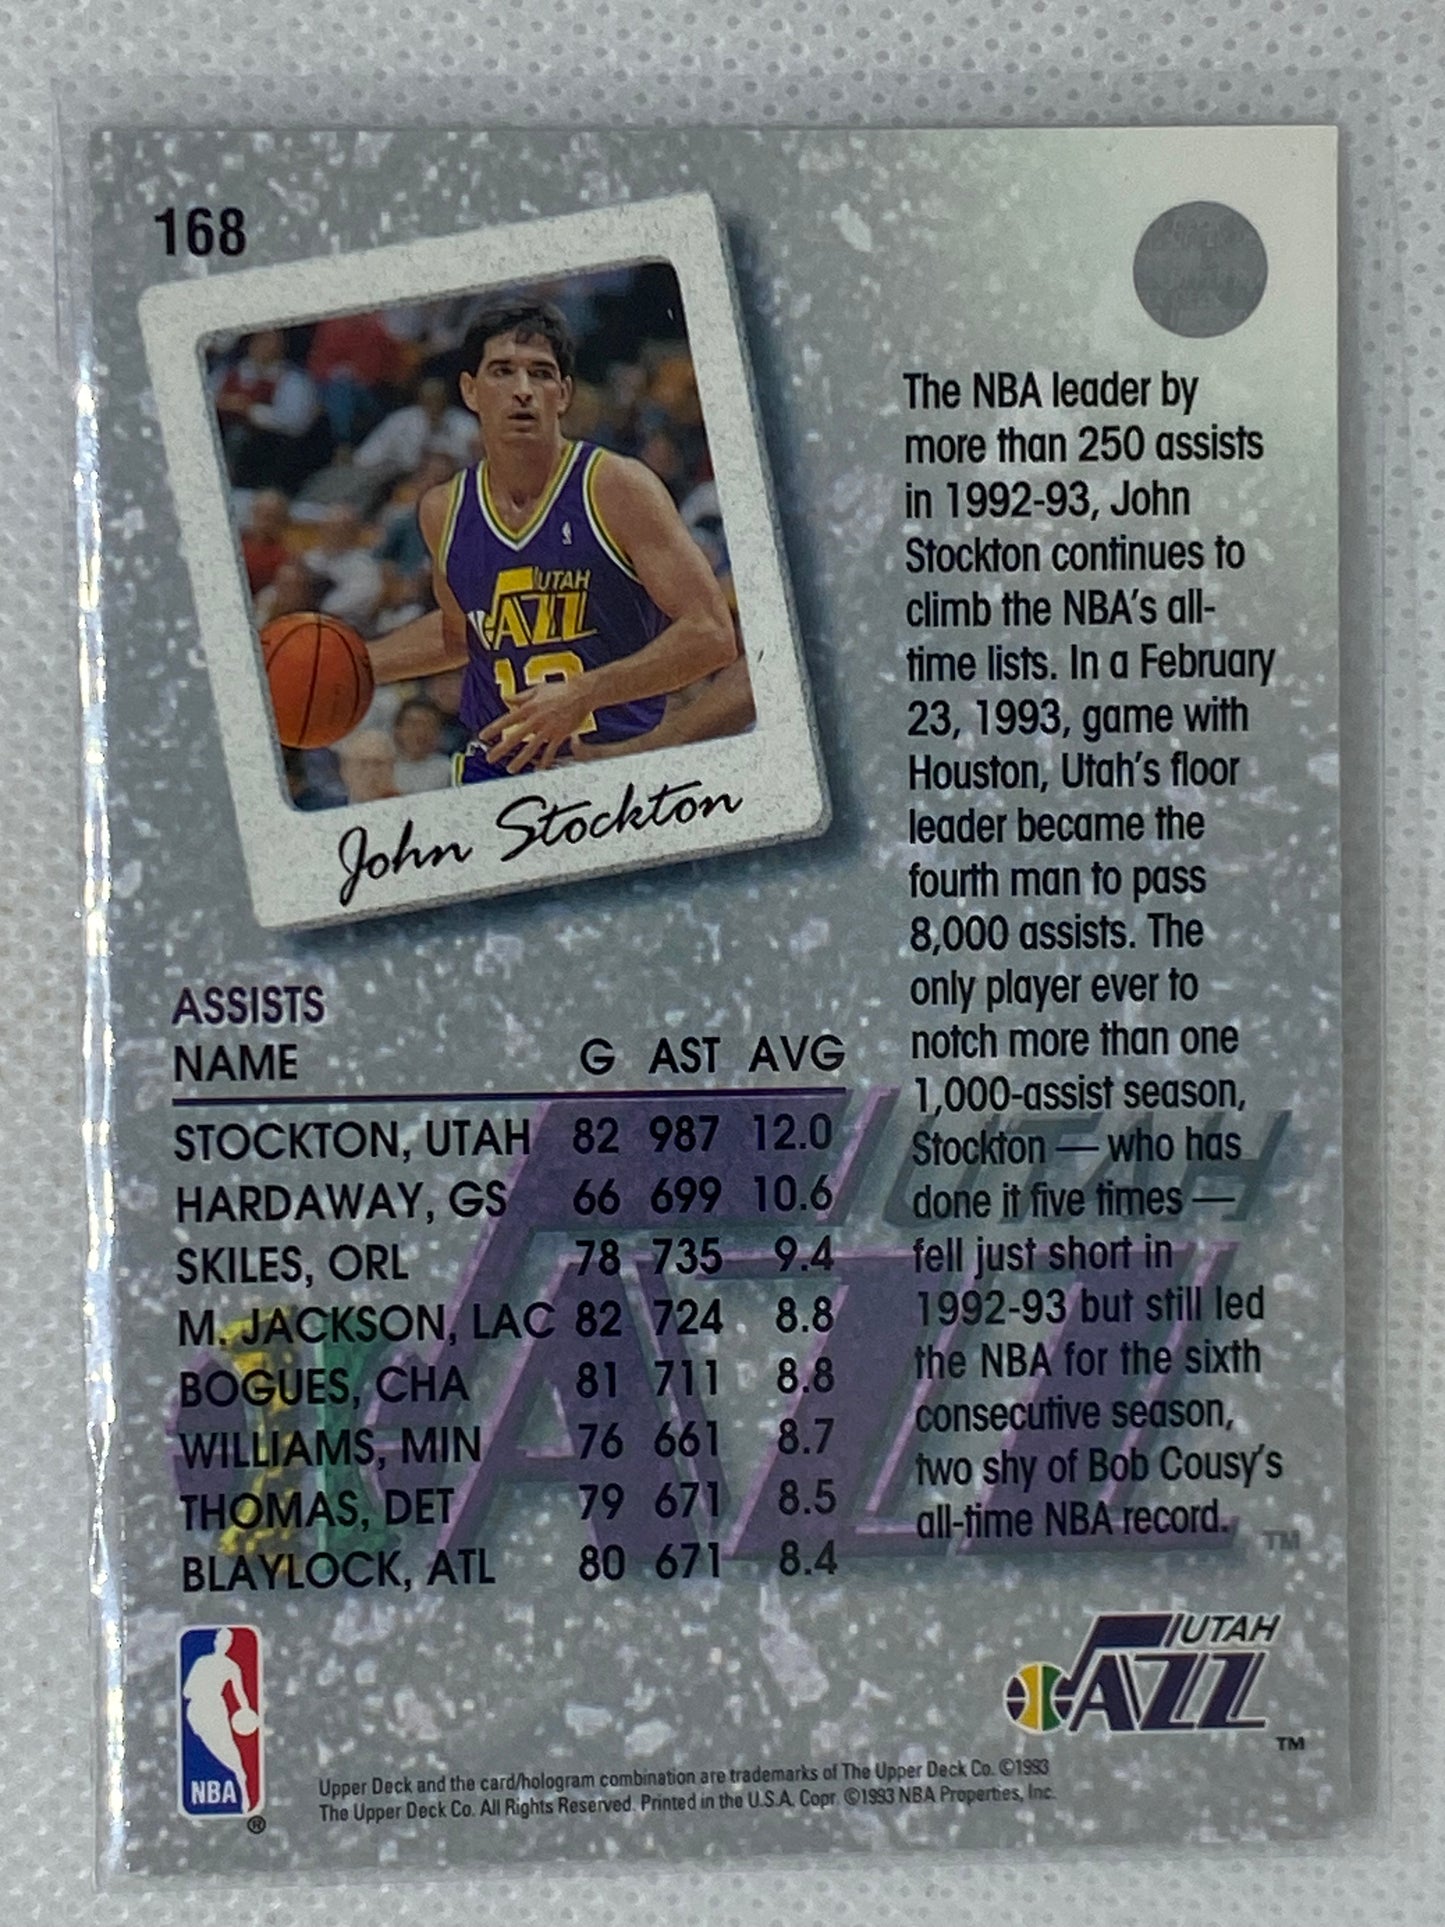 168
UTAH
JAZZ
12
John Stockton
The NBA leader by
more than 250 assists
in 1992-93, John
Stockton continues to
climb the NBA's all-
time lists. In a February
23, 1993, game with
Houston, Utah's floor
leader became the
fourth man to pass
8,000 assists. The
only player ever to
notch more than one
1,000-assist season,
Stockton — who has
done it five times —
fell just short in
1992-93 but still led
the NBA for the sixth
consecutive season,
two shy of Bob Cousy's
all-time NBA record.
ASSISTS
NAME G AST AVG
STOCKTON, UTAH 82 987 12.0
HARDAWAY, GS 66 699 10.6
SKILES, ORL 78 735 9.4
M. JACKSON, LAC 82 724 8.8
BOGUES, CHA 81 711 8.8
WILLIAMS, MIN 76 661 8.7
THOMAS, DET 79 671 8.5
BLAYLOCK, ATL 80 671 8.4
UTAH
JAZZ
TM
NBA
®
UTAH
JAZZ
TM
Upper Deck and the card/hologram combination are trademarks of The Upper Deck Co. ©1993
The Upper Deck Co. All Rights Reserved. Printed in the U.S.A. Copr. ©1993 NBA Properties, Inc.